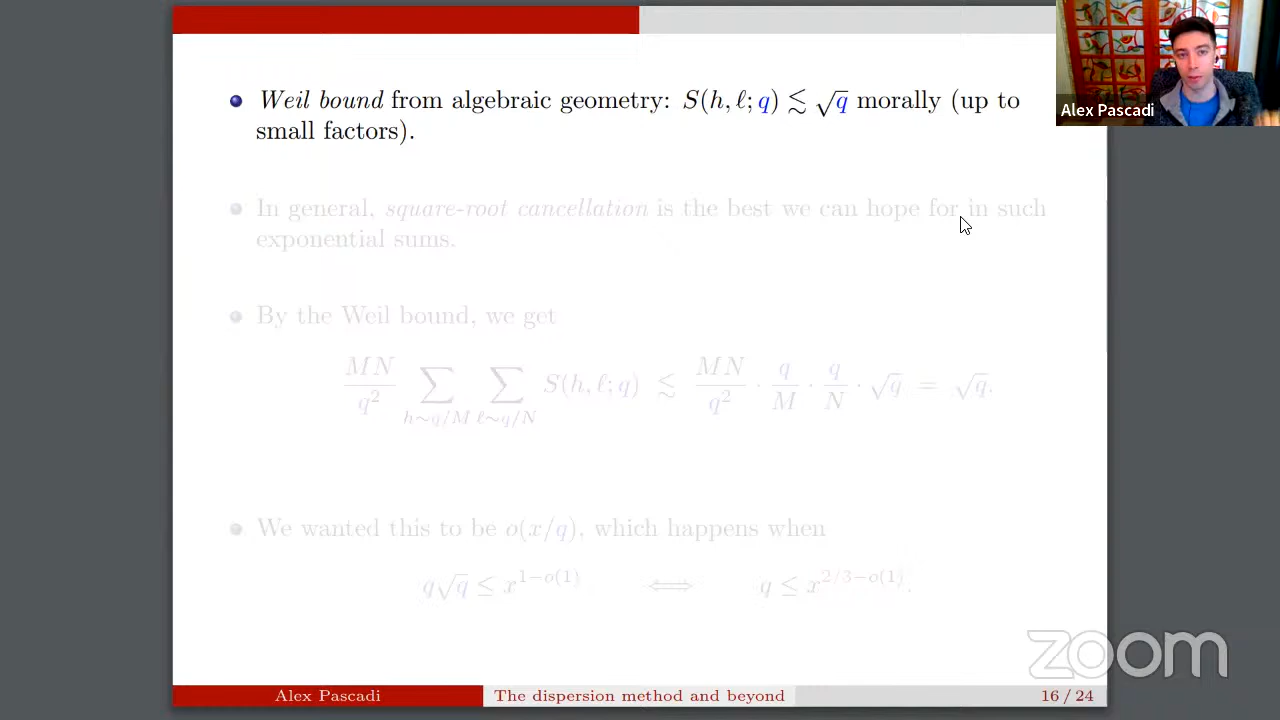 Weil bound from algebraic geometry: S(h, ℓ; q) ≲ √q morally (up to
small factors).
In general, square-root cancellation is the best we can hope for in such
exponential sums.
By the Weil bound, we get
MN/q² ∑_{h∼q/M} ∑_{ℓ∼q/N} S(h, ℓ; q) ≲ MN/q² · q/M · q/N · √q = √q.
We wanted this to be o(x/q), which happens when
q√q ≤ x^{1−o(1)} ⟺ q ≤ x^{2/3−o(1)}.
Alex Pascadi
zoom
Alex Pascadi The dispersion method and beyond 16 / 24